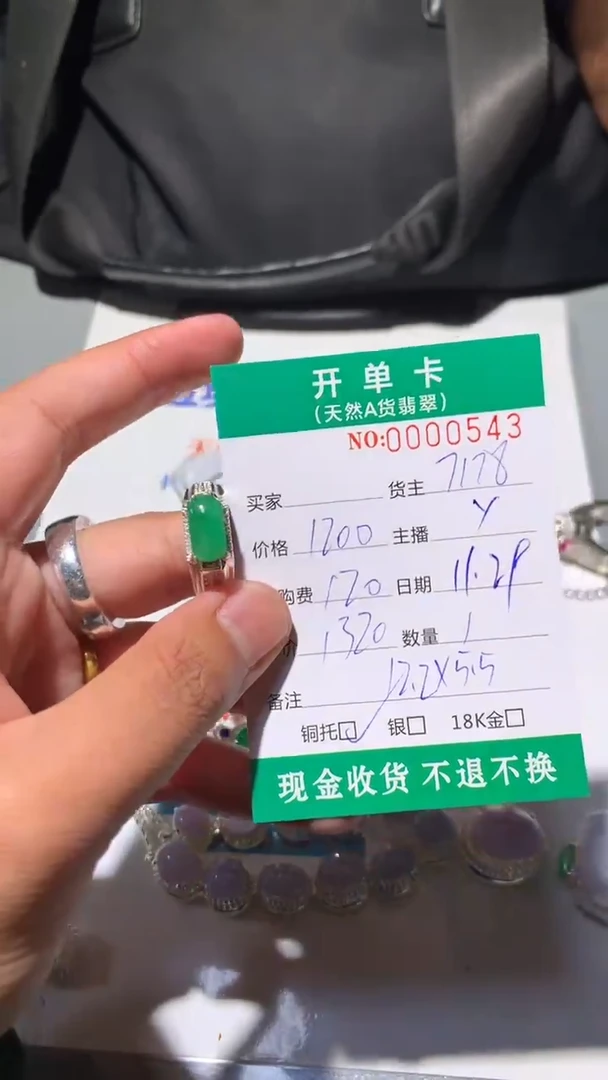 开单卡
(天然A货翡翠)
NO:0000543
买家 货主 7178
价格 1200 主播 Y
购费 120 日期 11.29
1320 数量 1
备注 12.2X5.5
铜托☑ 银□ 18K金□
现金收货 不退不换